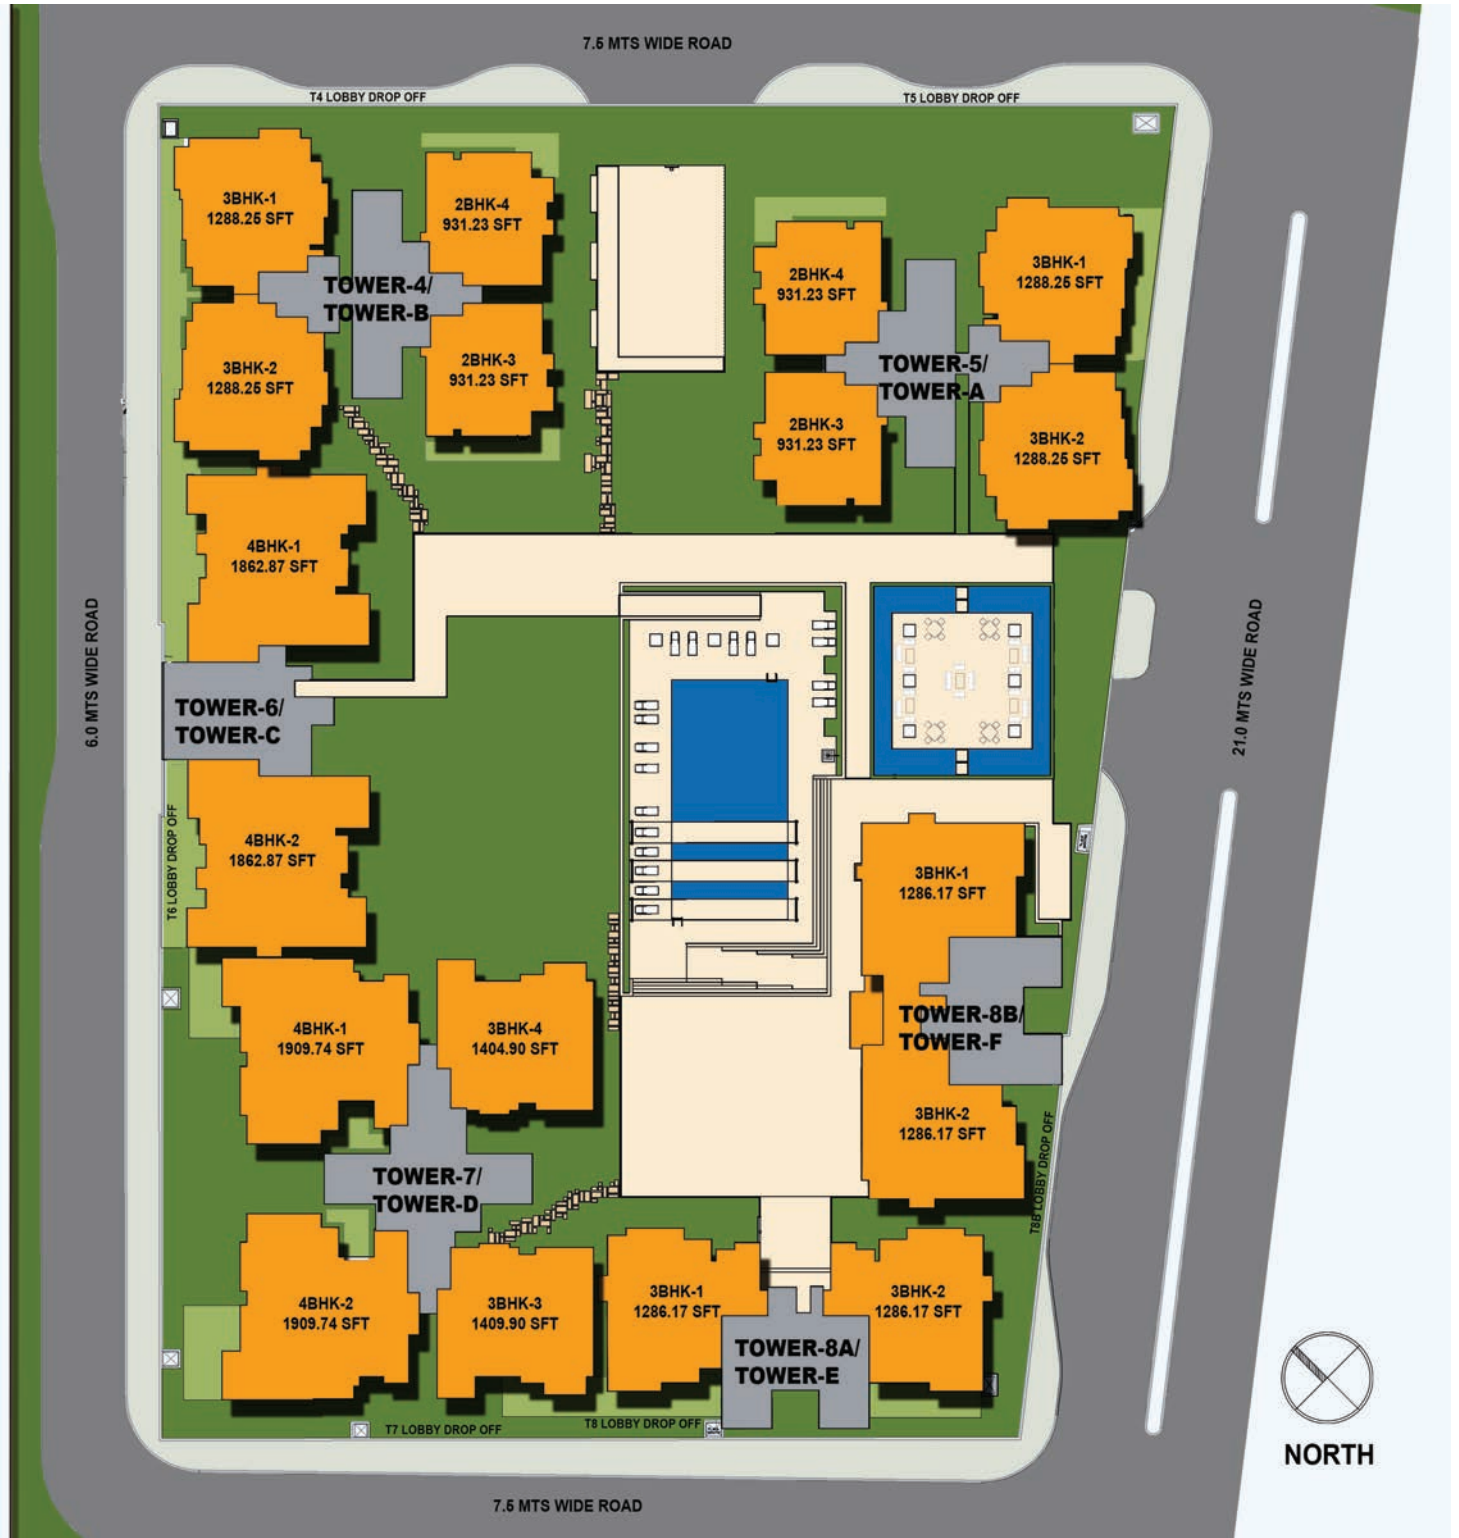 7.5 MTS WIDE ROAD
T4 LOBBY DROP OFF
T5 LOBBY DROP OFF
3BHK-1
1288.25 SFT
2BHK-4
931.23 SFT
TOWER-4/
TOWER-B
3BHK-2
1288.25 SFT
2BHK-3
931.23 SFT
2BHK-4
931.23 SFT
3BHK-1
1288.25 SFT
TOWER-5/
TOWER-A
2BHK-3
931.23 SFT
3BHK-2
1288.25 SFT
4BHK-1
1862.87 SFT
6.0 MTS WIDE ROAD
21.0 MTS WIDE ROAD
TOWER-6/
TOWER-C
T6 LOBBY DROP OFF
4BHK-2
1862.87 SFT
3BHK-1
1286.17 SFT
4BHK-1
1909.74 SFT
3BHK-4
1404.90 SFT
TOWER-8B/
TOWER-F
3BHK-2
1286.17 SFT
T8B LOBBY DROP OFF
TOWER-7/
TOWER-D
4BHK-2
1909.74 SFT
3BHK-3
1409.90 SFT
3BHK-1
1286.17 SFT
3BHK-2
1286.17 SFT
TOWER-8A/
TOWER-E
T7 LOBBY DROP OFF
T8 LOBBY DROP OFF
NORTH
7.5 MTS WIDE ROAD